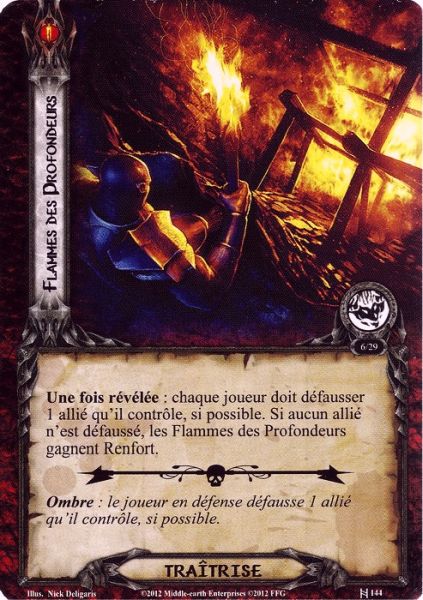 Flammes des Profondeurs
6/29
Une fois révélée : chaque joueur doit défausser
1 allié qu'il contrôle, si possible. Si aucun allié
n'est défaussé, les Flammes des Profondeurs
gagnent Renfort.
Ombre : le joueur en défense défausse 1 allié
qu'il contrôle, si possible.
TRAÎTRISE
Illus. Nick Deligaris ©2012 Middle-earth Enterprises ©2012 FFG 144